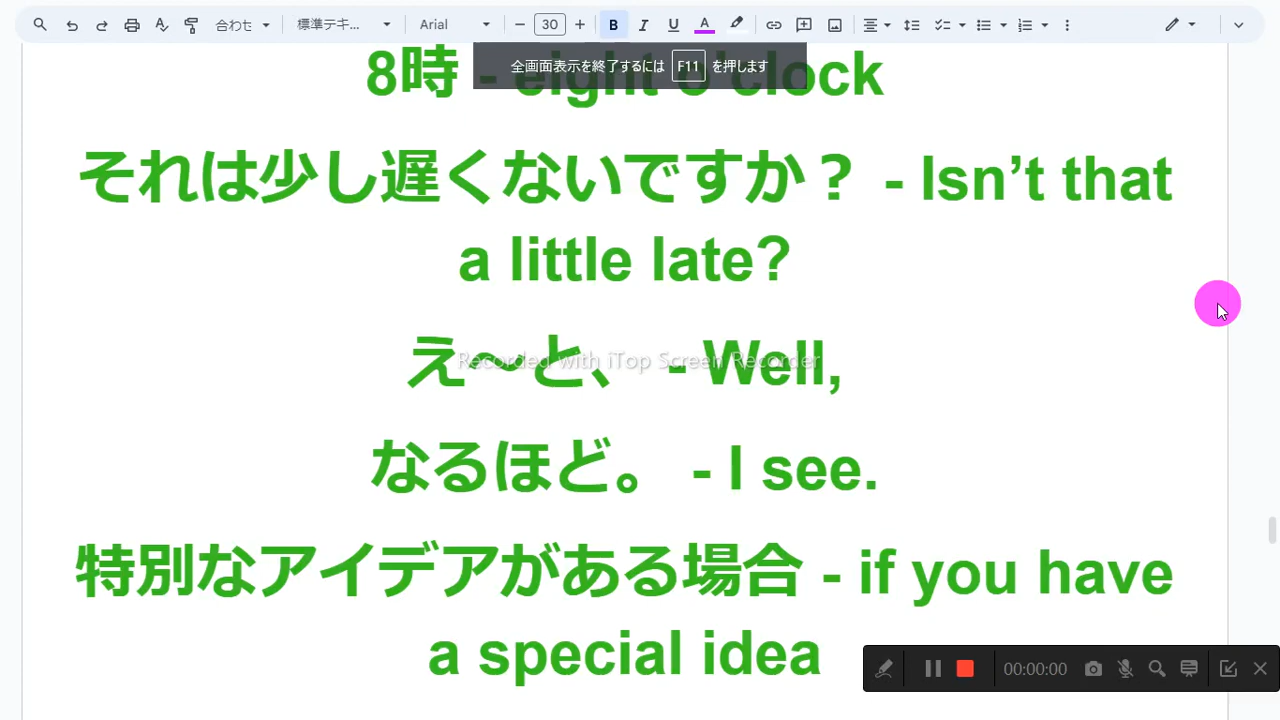 合わせ 標準テキ... Arial 30 B I U A
8時 - eight o'clock
全画面表示を終了するには F11 を押します
それは少し遅くないですか？ - Isn’t that
a little late?
え～と、 - Well,
Recorded with iTop Screen Recorder
なるほど。 - I see.
特別なアイデアがある場合 - if you have
a special idea
00:00:00